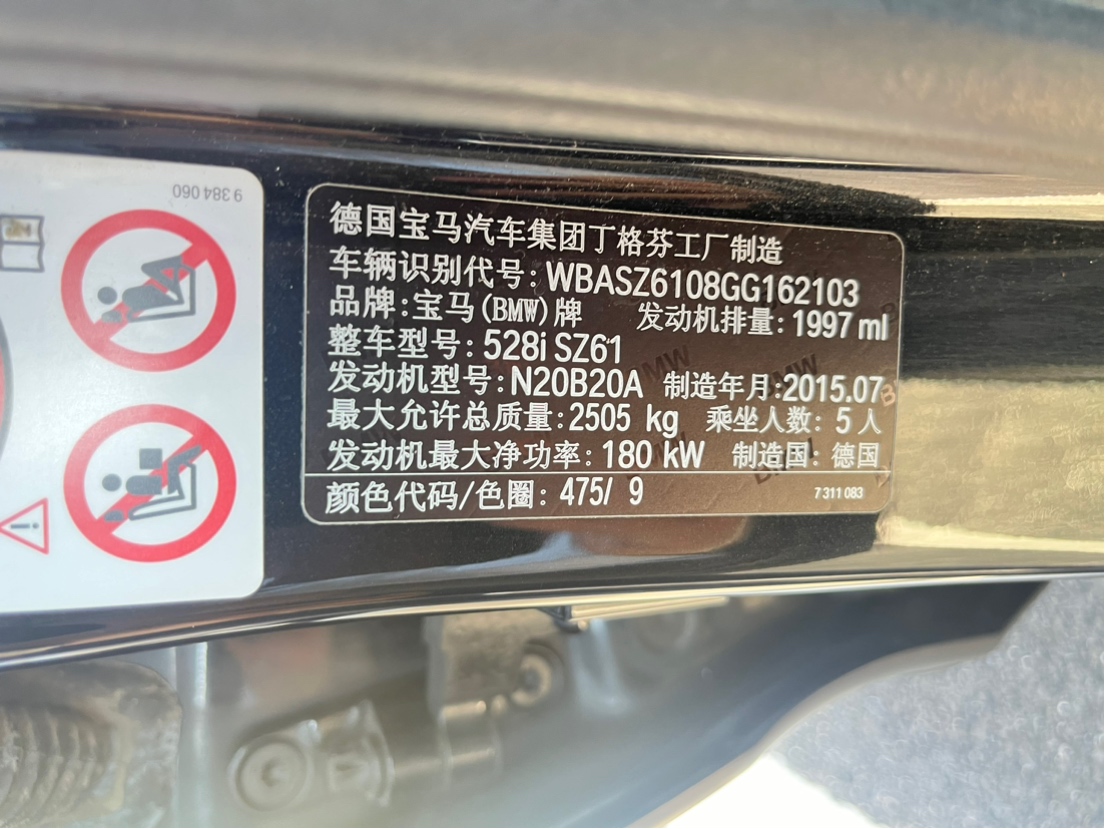 9 384 060
德国宝马汽车集团丁格芬工厂制造
车辆识别代号:WBASZ6108GG162103
品牌:宝马(BMW)牌 发动机排量:1997 ml
整车型号:528i SZ61
发动机型号:N20B20A 制造年月:2015.07
最大允许总质量:2505 kg 乘坐人数: 5 人
发动机最大净功率:180 kW 制造国: 德国
颜色代码/色圈: 475/ 9 7 311 083